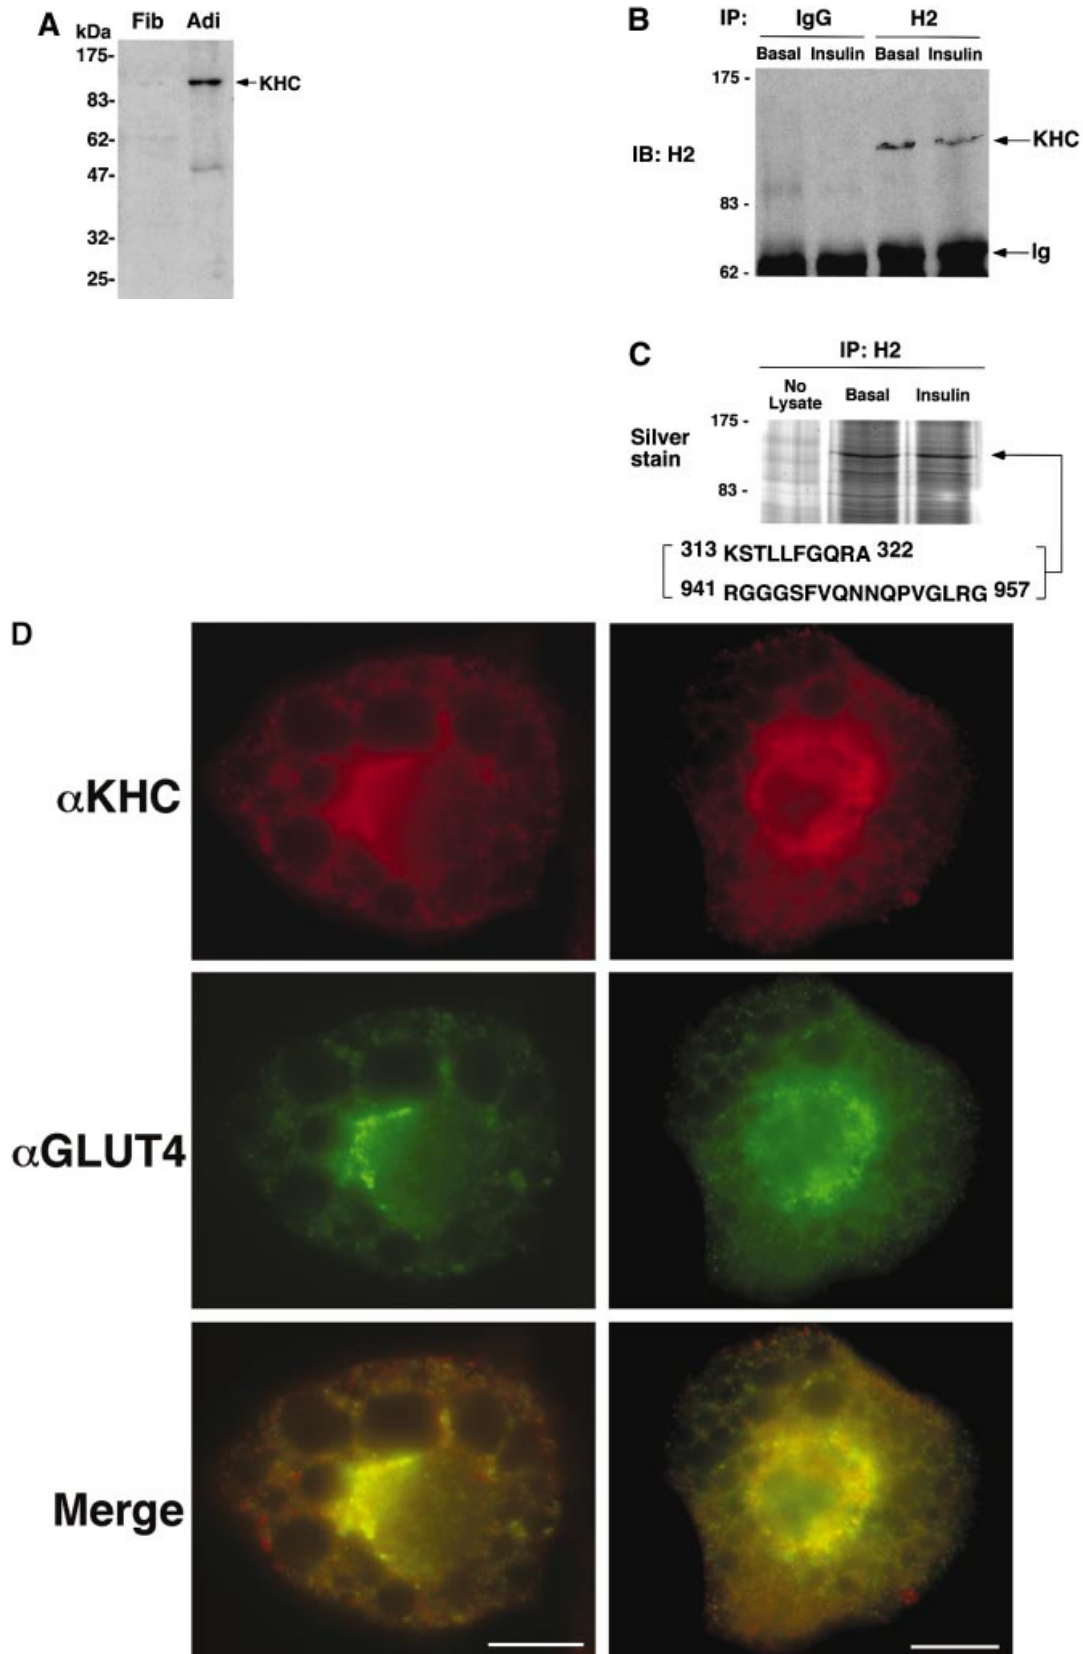 A
kDa
Fib Adi
175-
83-
62-
47-
32-
25-
KHC
B
IP: IgG H2
Basal Insulin Basal Insulin
175 -
IB: H2
83 -
62 -
KHC
Ig
C
IP: H2
No
Lysate
Basal Insulin
Silver
stain
175 -
83 -
313 KSTLLFGQRA 322
941 RGGGSFVQNNQPVGLRG 957
D
αKHC
αGLUT4
Merge